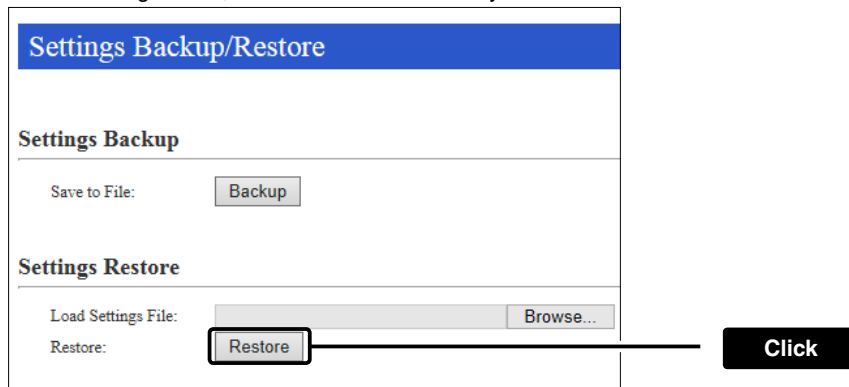 Settings Backup/Restore
Settings Backup
Save to File: Backup
Settings Restore
Load Settings File: Browse...
Restore: Restore Click